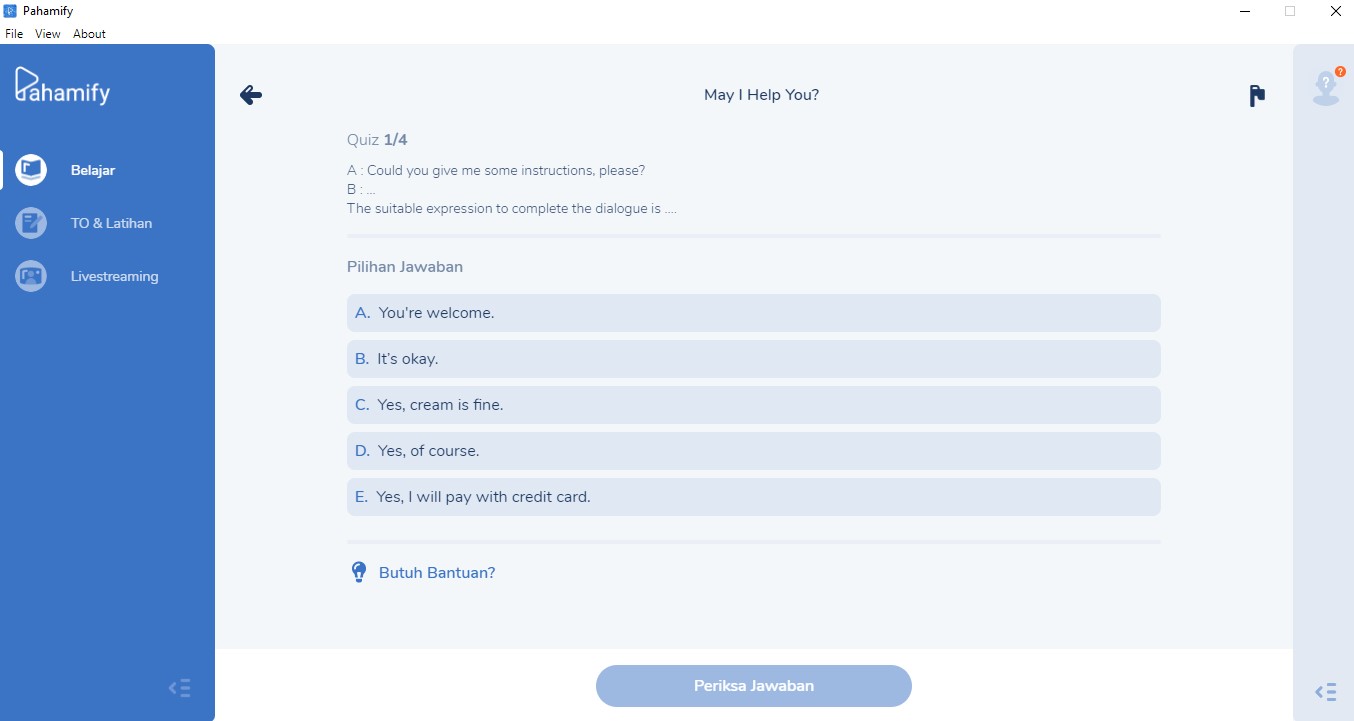 Pahamify
File View About
Pahamify
May I Help You?
?
?
Belajar
TO & Latihan
Livestreaming
Quiz 1/4
A : Could you give me some instructions, please?
B : ...
The suitable expression to complete the dialogue is ....
Pilihan Jawaban
A. You're welcome.
B. It's okay.
C. Yes, cream is fine.
D. Yes, of course.
E. Yes, I will pay with credit card.
Butuh Bantuan?
Periksa Jawaban